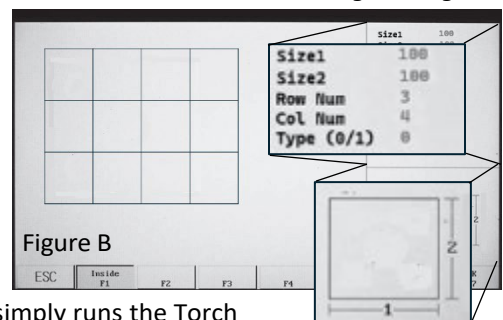 Size1 100
Size1 100
Size2 100
Row Num 3
Col Num 4
Type (0/1) 0
2
1
Figure B
ESC Inside F1 F2 F3 F4
simply runs the Torch